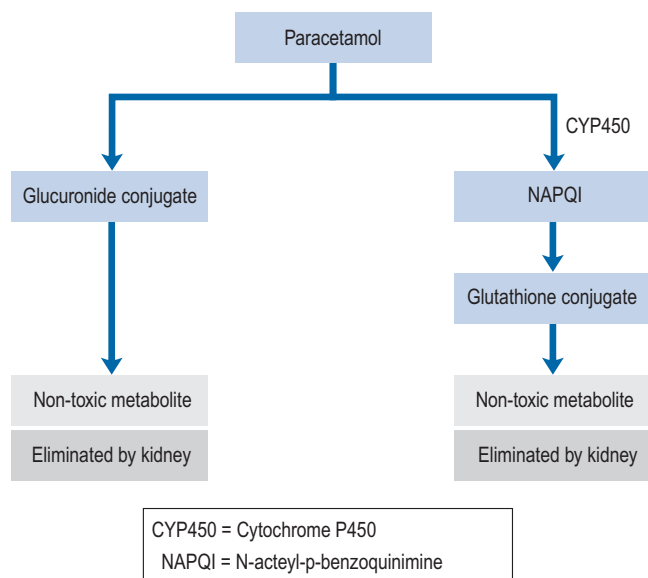 Paracetamol
CYP450
Glucuronide conjugate
NAPQI
Glutathione conjugate
Non-toxic metabolite
Non-toxic metabolite
Eliminated by kidney
Eliminated by kidney
CYP450 = Cytochrome P450
NAPQI = N-acteyl-p-benzoquinimine